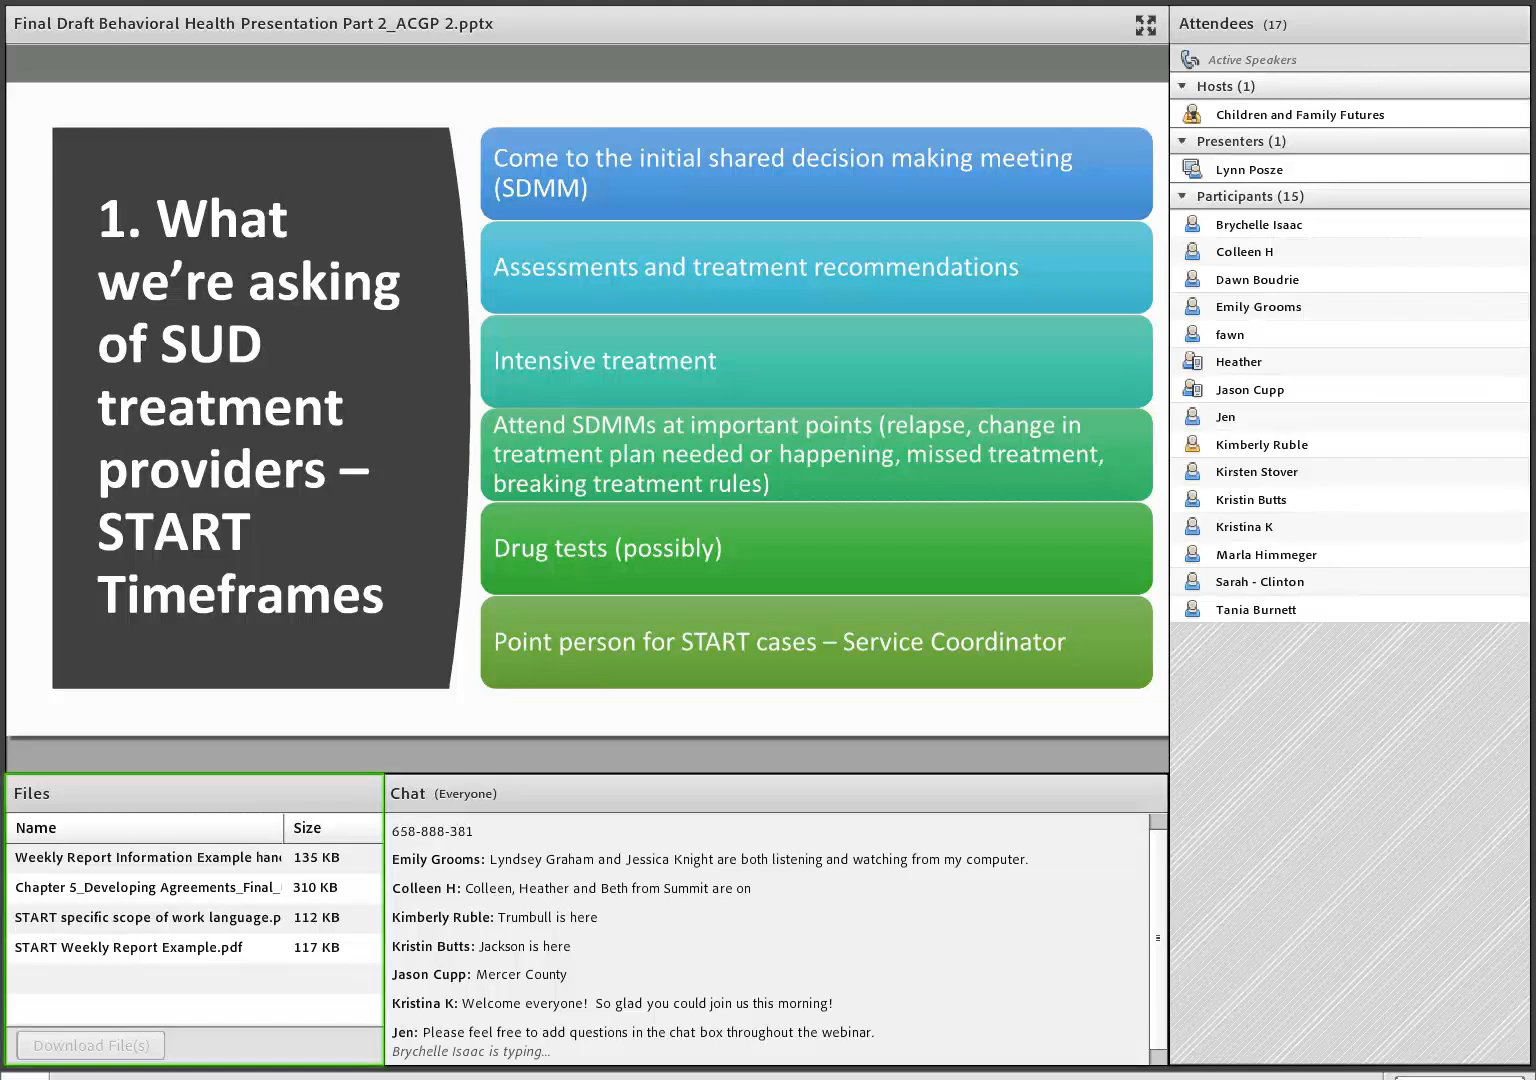 Final Draft Behavioral Health Presentation Part 2_ACGP 2.pptx
1. What
we’re asking
of SUD
treatment
providers –
START
Timeframes
Come to the initial shared decision making meeting
(SDMM)
Assessments and treatment recommendations
Intensive treatment
Attend SDMMs at important points (relapse, change in
treatment plan needed or happening, missed treatment,
breaking treatment rules)
Drug tests (possibly)
Point person for START cases – Service Coordinator
Attendees (17)
Active Speakers
Hosts (1)
Children and Family Futures
Presenters (1)
Lynn Posze
Participants (15)
Brychelle Isaac
Colleen H
Dawn Boudrie
Emily Grooms
fawn
Heather
Jason Cupp
Jen
Kimberly Ruble
Kirsten Stover
Kristin Butts
Kristina K
Marla Himmeger
Sarah - Clinton
Tania Burnett
Files
Name Size
Weekly Report Information Example hand 135 KB
Chapter 5_Developing Agreements_Final_ 310 KB
START specific scope of work language.p 112 KB
START Weekly Report Example.pdf 117 KB
Download File(s)
Chat (Everyone)
658-888-381
Emily Grooms: Lyndsey Graham and Jessica Knight are both listening and watching from my computer.
Colleen H: Colleen, Heather and Beth from Summit are on
Kimberly Ruble: Trumbull is here
Kristin Butts: Jackson is here
Jason Cupp: Mercer County
Kristina K: Welcome everyone! So glad you could join us this morning!
Jen: Please feel free to add questions in the chat box throughout the webinar.
Brychelle Isaac is typing...